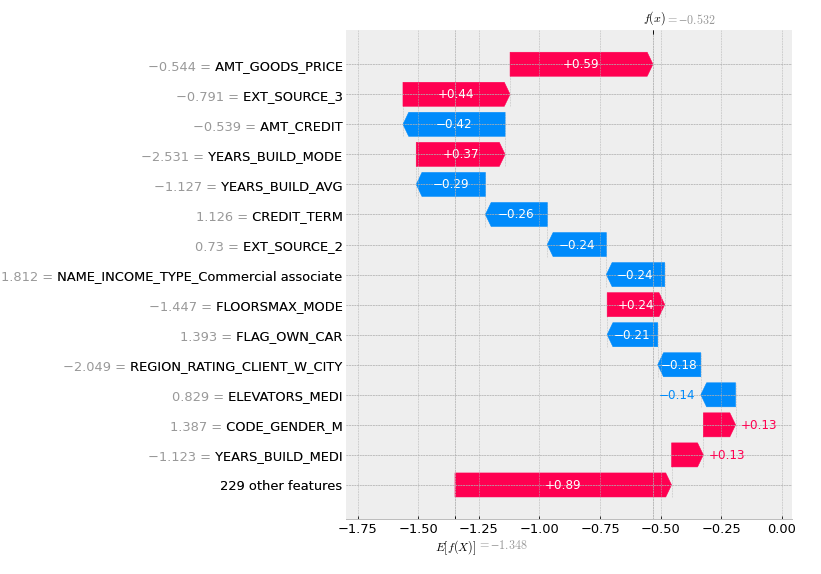 f(x) = −0.532
−0.544 = AMT_GOODS_PRICE +0.59
−0.791 = EXT_SOURCE_3 +0.44
−0.539 = AMT_CREDIT −0.42
−2.531 = YEARS_BUILD_MODE +0.37
−1.127 = YEARS_BUILD_AVG −0.29
1.126 = CREDIT_TERM −0.26
0.73 = EXT_SOURCE_2 −0.24
1.812 = NAME_INCOME_TYPE_Commercial associate −0.24
−1.447 = FLOORSMAX_MODE +0.24
1.393 = FLAG_OWN_CAR −0.21
−2.049 = REGION_RATING_CLIENT_W_CITY −0.18
0.829 = ELEVATORS_MEDI −0.14
1.387 = CODE_GENDER_M +0.13
−1.123 = YEARS_BUILD_MEDI +0.13
229 other features +0.89
−1.75 −1.50 −1.25 −1.00 −0.75 −0.50 −0.25 0.00
E[f(X)] = −1.348